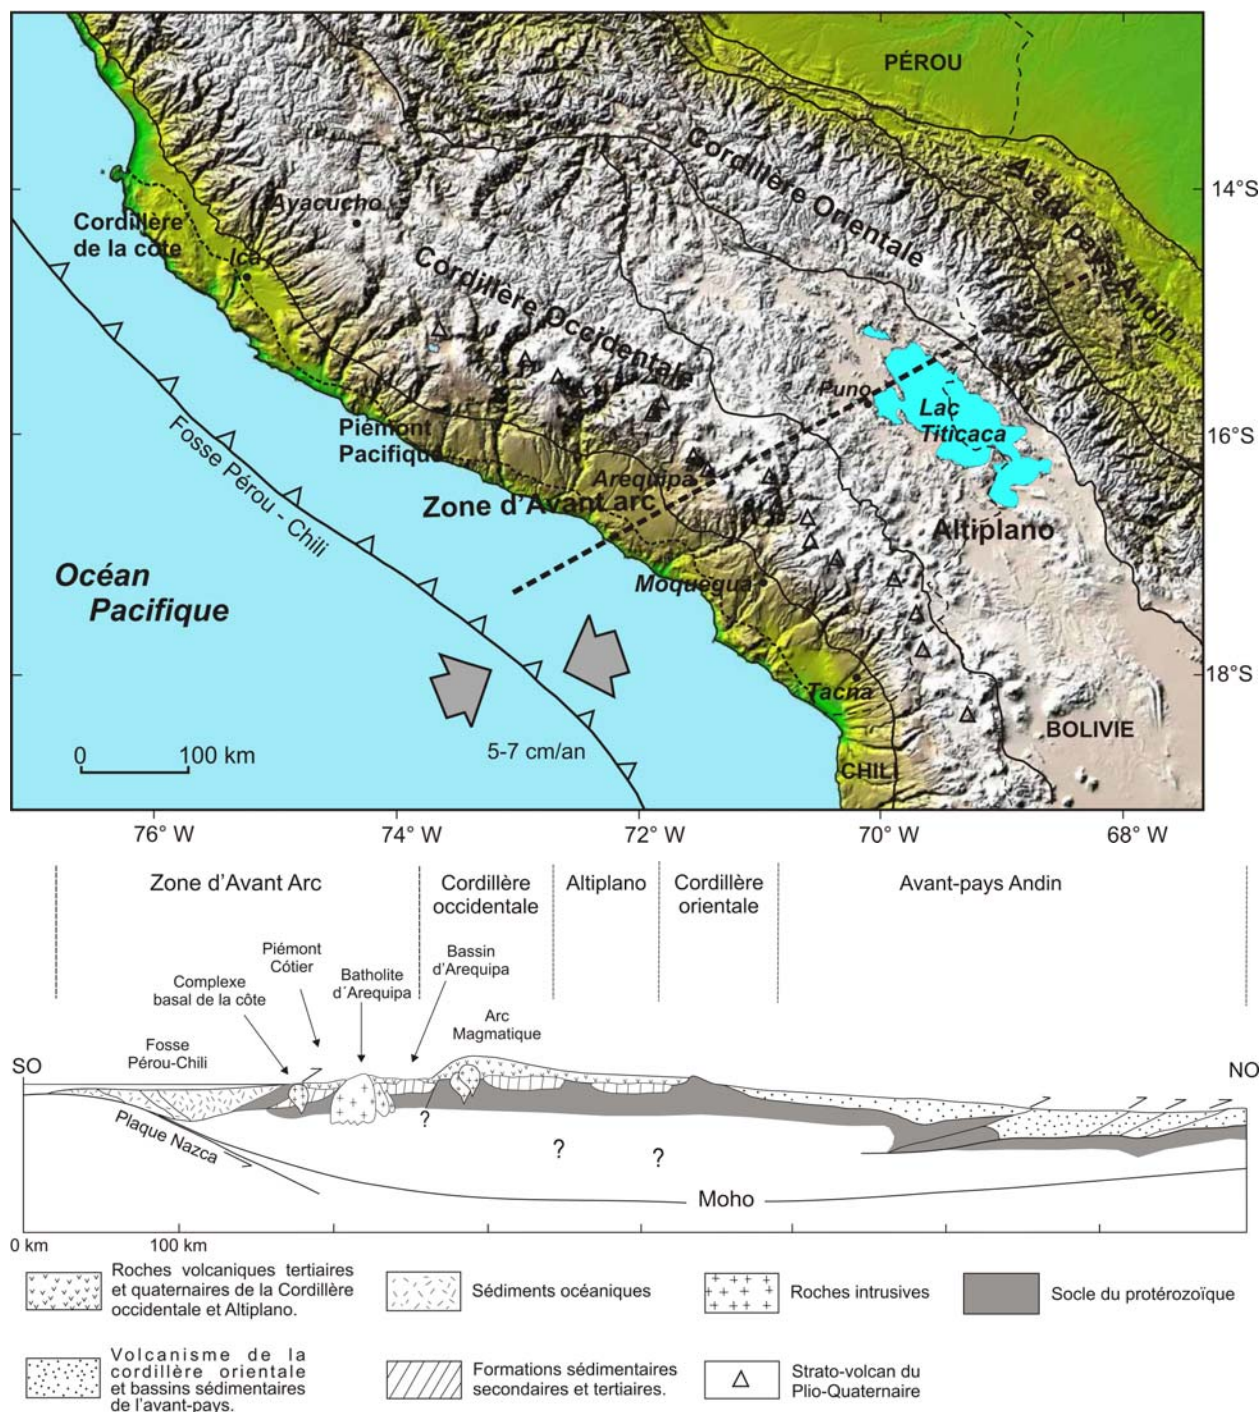 PÉROU
14°S
Cordillère Orientale
Avant pays Andin
Ayacucho
Cordillère
de la côte
Ica
Cordillère Occidentale
Puno
Lac
Titicaca
16°S
Piémont
Pacifique
Fosse Pérou - Chili
Arequipa
Zone d'Avant arc
Altiplano
Océan
Pacifique
Moquegua
18°S
Tacna
BOLIVIE
0 100 km
5-7 cm/an
CHILI
76° W 74° W 72° W 70° W 68° W
Zone d'Avant Arc
Cordillère
occidentale
Altiplano
Cordillère
orientale
Avant-pays Andin
Piémont
Côtier
Bassin
d'Arequipa
Complexe
basal de la côte
Batholite
d´Arequipa
Arc
Magmatique
Fosse
Pérou-Chili
SO
NO
Plaque Nazca
?
?
?
Moho
0 km 100 km
Roches volcaniques tertiaires
et quaternaires de la Cordillère
occidentale et Altiplano.
Sédiments océaniques
Roches intrusives
Socle du protérozoïque
Volcanisme de la
cordillère orientale
et bassins sédimentaires
de l'avant-pays.
Formations sédimentaires
secondaires et tertiaires.
Strato-volcan du
Plio-Quaternaire